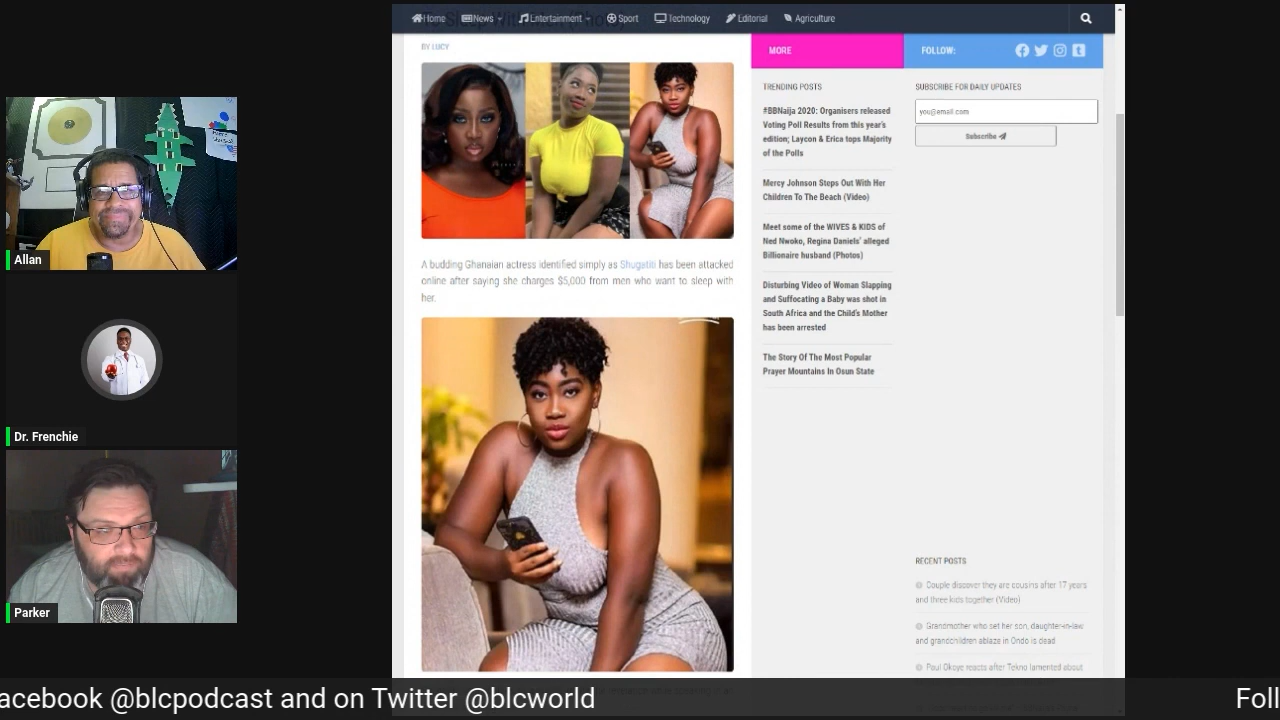 Home News Entertainment Sport Technology Editorial Agriculture
BY LUCY
MORE
FOLLOW:
TRENDING POSTS
#BBNaija 2020: Organisers released
Voting Poll Results from this year's
edition; Laycon & Erica tops Majority
of the Polls
Mercy Johnson Steps Out With Her
Children To The Beach (Video)
Meet some of the WIVES & KIDS of
Ned Nwoko, Regina Daniels' alleged
Billionaire husband (Photos)
Disturbing Video of Woman Slapping
and Suffocating a Baby was shot in
South Africa and the Child's Mother
has been arrested
The Story Of The Most Popular
Prayer Mountains In Osun State
SUBSCRIBE FOR DAILY UPDATES
you@email.com
Subscribe
A budding Ghanaian actress identified simply as Shugatiti has been attacked
online after saying she charges $5,000 from men who want to sleep with
her.
RECENT POSTS
Couple discover they are cousins after 17 years
and three kids together (Video)
Grandmother who set her son, daughter-in-law
and grandchildren ablaze in Ondo is dead
Paul Okoye reacts after Tekno lamented about
Allan
Dr. Frenchie
Parker
acebook @blcpodcast and on Twitter @blcworld
Foll